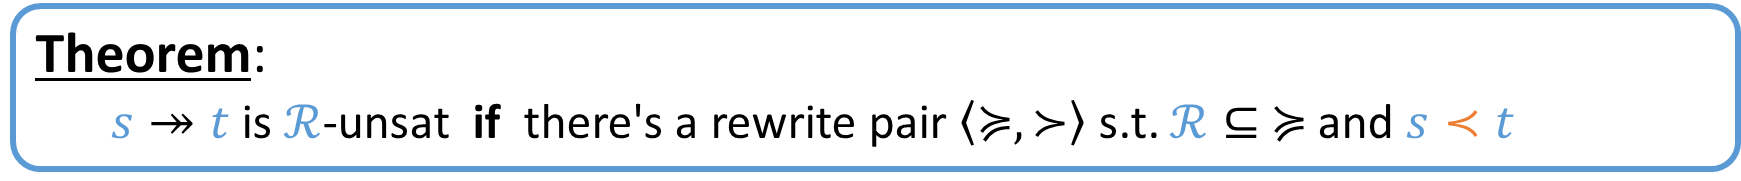 Theorem:
s ↠ t is ℛ-unsat if there's a rewrite pair ⟨≽, ≻⟩ s.t. ℛ ⊆ ≽ and s ≺ t